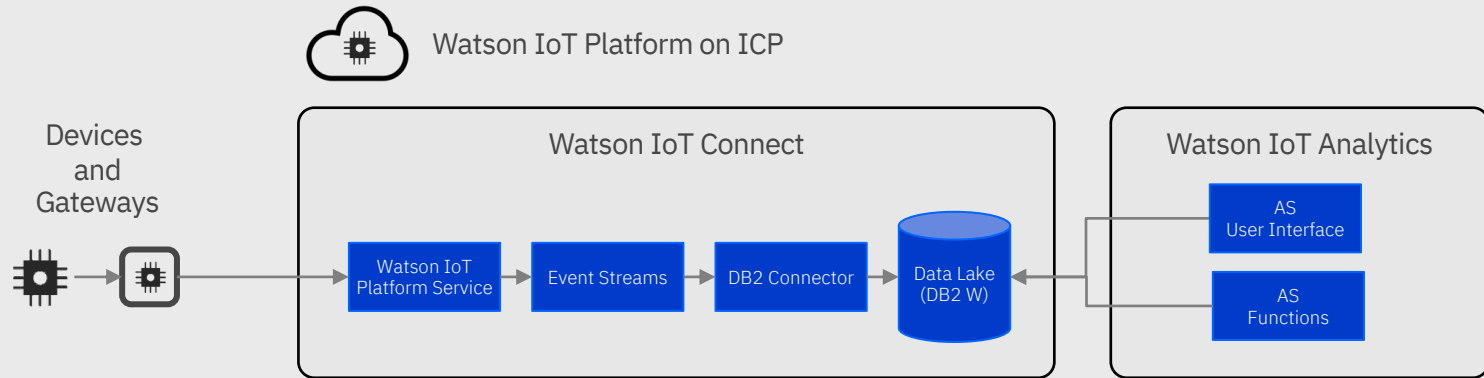 Watson IoT Platform on ICP
Devices
and
Gateways
Watson IoT Connect
Watson IoT
Platform Service
Event Streams
DB2 Connector
Data Lake
(DB2 W)
Watson IoT Analytics
AS
User Interface
AS
Functions